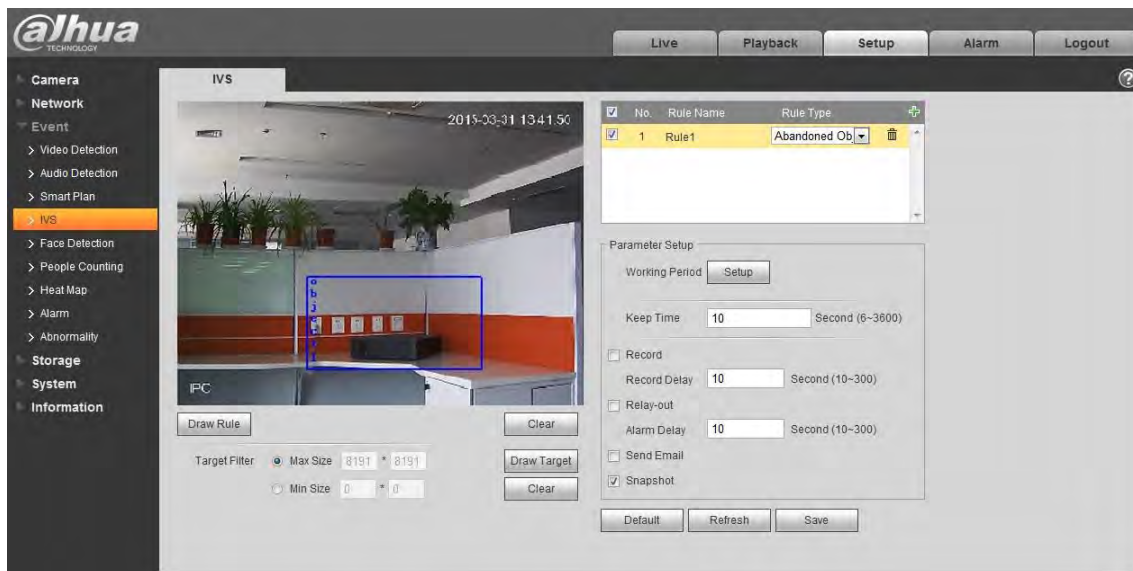 alhua
TECHNOLOGY
Live
Playback
Setup
Alarm
Logout
Camera
Network
Event
Video Detection
Audio Detection
Smart Plan
IVS
Face Detection
People Counting
Heat Map
Alarm
Abnormality
Storage
System
Information
IVS
2015-03-31 13:41:50
object1
IPC
Draw Rule
Clear
Target Filter
Max Size 8191 * 8191
Draw Target
Min Size 0 * 0
Clear
No. Rule Name Rule Type
1 Rule1 Abandoned Ob
Parameter Setup
Working Period Setup
Keep Time 10 Second (6~3600)
Record
Record Delay 10 Second (10~300)
Relay-out
Alarm Delay 10 Second (10~300)
Send Email
Snapshot
Default
Refresh
Save